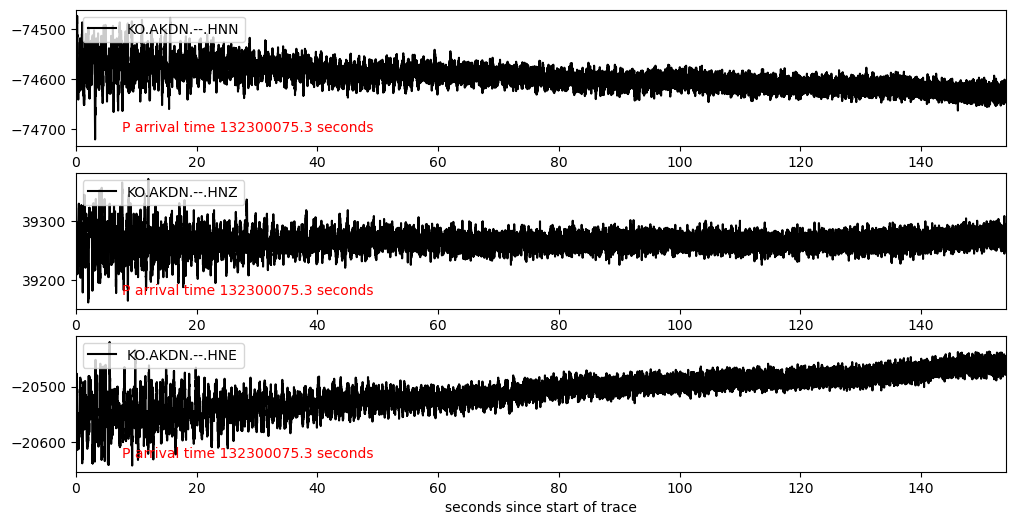 −74500
−74600
−74700
KO.AKDN.--.HNN
P arrival time 132300075.3 seconds
0 20 40 60 80 100 120 140
39300
39200
KO.AKDN.--.HNZ
P arrival time 132300075.3 seconds
0 20 40 60 80 100 120 140
−20500
−20600
KO.AKDN.--.HNE
P arrival time 132300075.3 seconds
0 20 40 60 80 100 120 140
seconds since start of trace